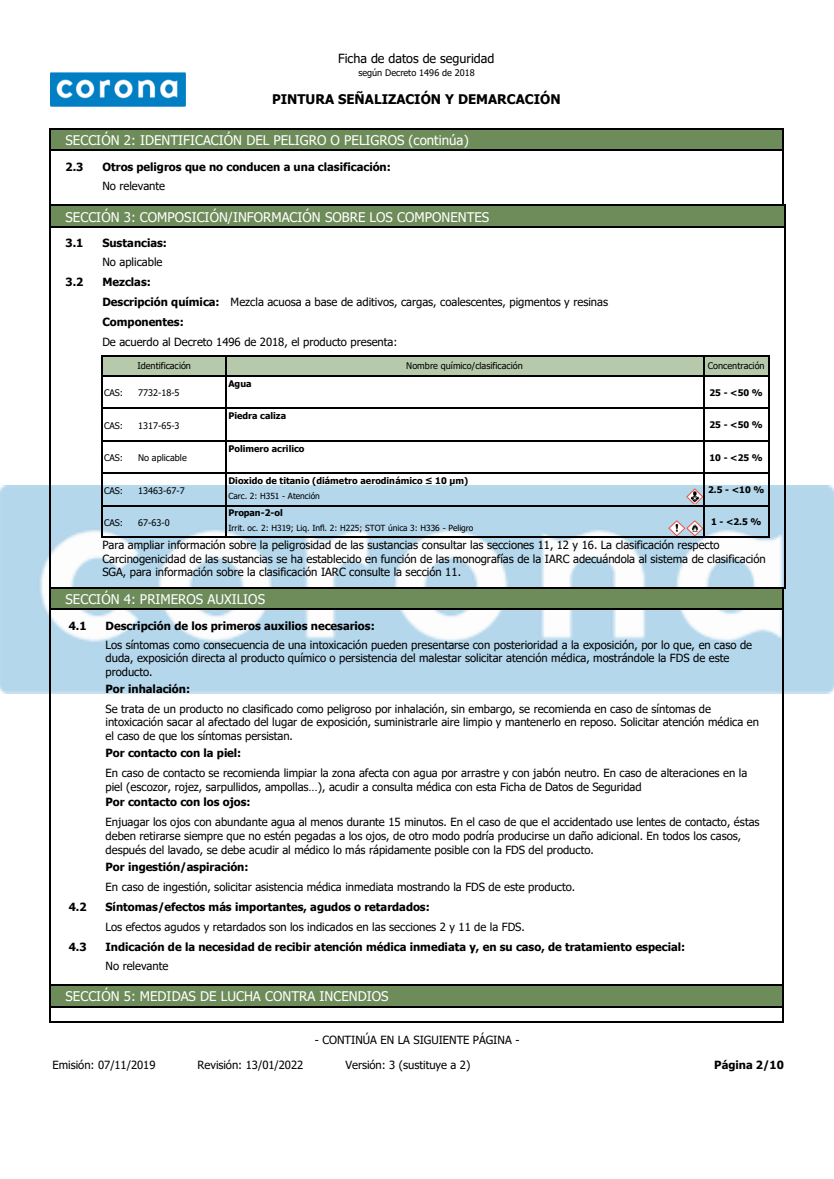 Ficha de datos de seguridad
según Decreto 1496 de 2018
corona
PINTURA SEÑALIZACIÓN Y DEMARCACIÓN
SECCIÓN 2: IDENTIFICACIÓN DEL PELIGRO O PELIGROS (continúa)
2.3 Otros peligros que no conducen a una clasificación:
No relevante
SECCIÓN 3: COMPOSICIÓN/INFORMACIÓN SOBRE LOS COMPONENTES
3.1 Sustancias:
No aplicable
3.2 Mezclas:
Descripción química: Mezcla acuosa a base de aditivos, cargas, coalescentes, pigmentos y resinas
Componentes:
De acuerdo al Decreto 1496 de 2018, el producto presenta:
Identificación Nombre químico/clasificación Concentración
CAS: 7732-18-5 Agua 25 - <50 %
CAS: 1317-65-3 Piedra caliza 25 - <50 %
CAS: No aplicable Polimero acrilico 10 - <25 %
Dioxido de titanio (diámetro aerodinámico ≤ 10 µm)
CAS: 13463-67-7 Carc. 2: H351 - Atención 2.5 - <10 %
Propan-2-ol
CAS: 67-63-0 Irrit. oc. 2: H319; Liq. Infl. 2: H225; STOT única 3: H336 - Peligro 1 - <2.5 %
Para ampliar información sobre la peligrosidad de las sustancias consultar las secciones 11, 12 y 16. La clasificación respecto
Carcinogenicidad de las sustancias se ha establecido en función de las monografías de la IARC adecuándola al sistema de clasificación
SGA, para información sobre la clasificación IARC consulte la sección 11.
corona
SECCIÓN 4: PRIMEROS AUXILIOS
4.1 Descripción de los primeros auxilios necesarios:
Los síntomas como consecuencia de una intoxicación pueden presentarse con posterioridad a la exposición, por lo que, en caso de
duda, exposición directa al producto químico o persistencia del malestar solicitar atención médica, mostrándole la FDS de este
producto.
Por inhalación:
Se trata de un producto no clasificado como peligroso por inhalación, sin embargo, se recomienda en caso de síntomas de
intoxicación sacar al afectado del lugar de exposición, suministrarle aire limpio y mantenerlo en reposo. Solicitar atención médica en
el caso de que los síntomas persistan.
Por contacto con la piel:
En caso de contacto se recomienda limpiar la zona afecta con agua por arrastre y con jabón neutro. En caso de alteraciones en la
piel (escozor, rojez, sarpullidos, ampollas…), acudir a consulta médica con esta Ficha de Datos de Seguridad
Por contacto con los ojos:
Enjuagar los ojos con abundante agua al menos durante 15 minutos. En el caso de que el accidentado use lentes de contacto, éstas
deben retirarse siempre que no estén pegadas a los ojos, de otro modo podría producirse un daño adicional. En todos los casos,
después del lavado, se debe acudir al médico lo más rápidamente posible con la FDS del producto.
Por ingestión/aspiración:
En caso de ingestión, solicitar asistencia médica inmediata mostrando la FDS de este producto.
4.2 Síntomas/efectos más importantes, agudos o retardados:
Los efectos agudos y retardados son los indicados en las secciones 2 y 11 de la FDS.
4.3 Indicación de la necesidad de recibir atención médica inmediata y, en su caso, de tratamiento especial:
No relevante
SECCIÓN 5: MEDIDAS DE LUCHA CONTRA INCENDIOS
- CONTINÚA EN LA SIGUIENTE PÁGINA -
Emisión: 07/11/2019 Revisión: 13/01/2022 Versión: 3 (sustituye a 2) Página 2/10